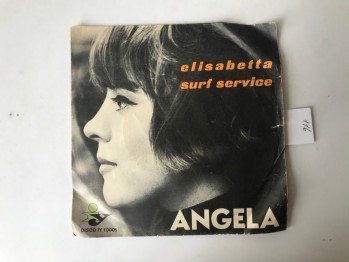 elisabetta
surf service
ANGELA